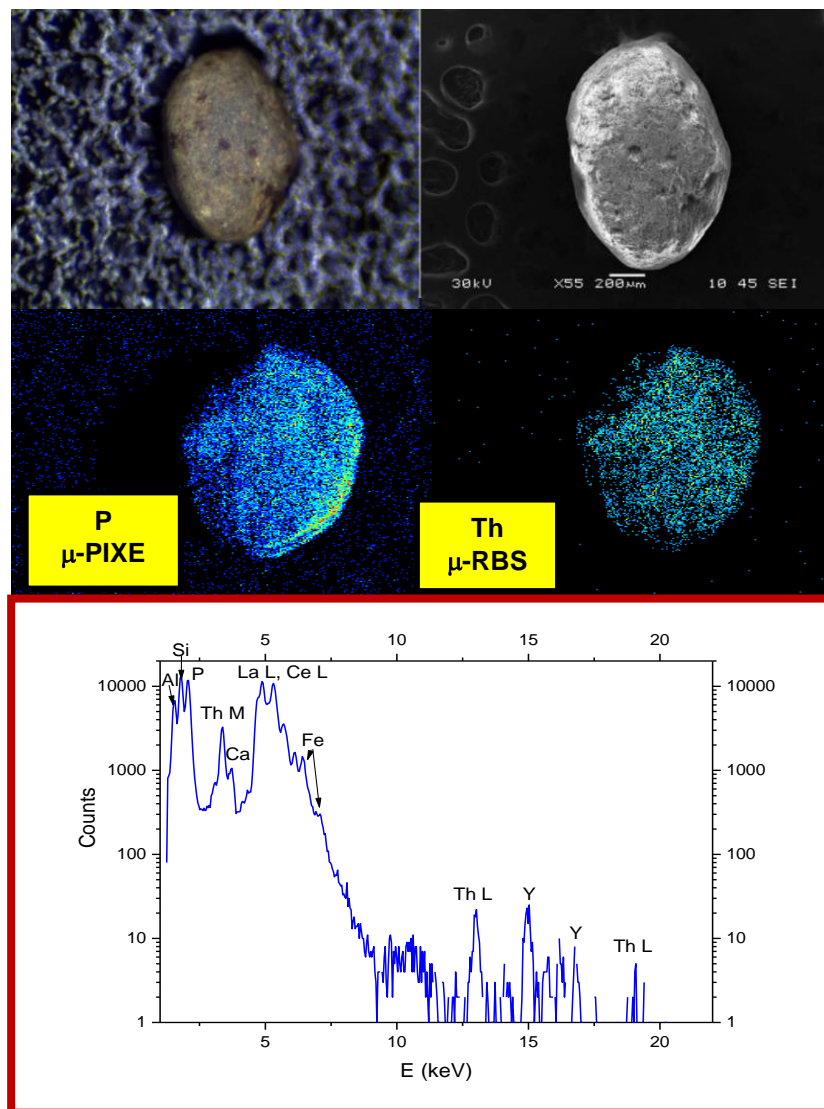 30kV X55 200μm 10 45 SEI
P
μ-PIXE
Th
μ-RBS
5 10 15 20
Si
Al
P
La L, Ce L
Th M
Ca
Fe
Th L
Y
Y
Th L
10000
1000
100
10
1
10000
1000
100
10
1
Counts
5 10 15 20
E (keV)